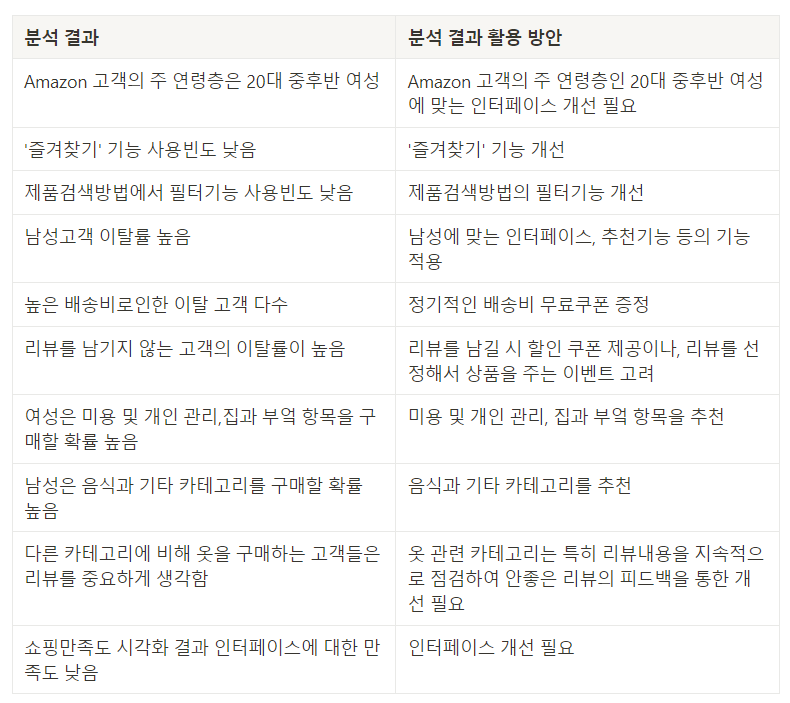 분석 결과
분석 결과 활용 방안
Amazon 고객의 주 연령층은 20대 중후반 여성
Amazon 고객의 주 연령층인 20대 중후반 여성
에 맞는 인터페이스 개선 필요
'즐겨찾기' 기능 사용빈도 낮음
'즐겨찾기' 기능 개선
제품검색방법에서 필터기능 사용빈도 낮음
제품검색방법의 필터기능 개선
남성고객 이탈률 높음
남성에 맞는 인터페이스, 추천기능 등의 기능
적용
높은 배송비로인한 이탈 고객 다수
정기적인 배송비 무료쿠폰 증정
리뷰를 남기지 않는 고객의 이탈률이 높음
리뷰를 남길 시 할인 쿠폰 제공이나, 리뷰를 선
정해서 상품을 주는 이벤트 고려
여성은 미용 및 개인 관리,집과 부엌 항목을 구
매할 확률 높음
미용 및 개인 관리, 집과 부엌 항목을 추천
남성은 음식과 기타 카테고리를 구매할 확률
높음
음식과 기타 카테고리를 추천
다른 카테고리에 비해 옷을 구매하는 고객들은
리뷰를 중요하게 생각함
옷 관련 카테고리는 특히 리뷰내용을 지속적으
로 점검하여 안좋은 리뷰의 피드백을 통한 개
선 필요
쇼핑만족도 시각화 결과 인터페이스에 대한 만
족도 낮음
인터페이스 개선 필요